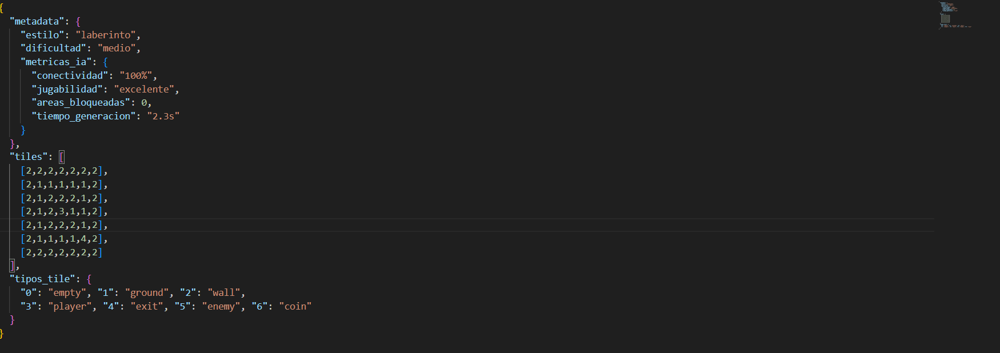 {
  "metadata": {
    "estilo": "laberinto",
    "dificultad": "medio",
    "metricas_ia": {
      "conectividad": "100%",
      "jugabilidad": "excelente",
      "areas_bloqueadas": 0,
      "tiempo_generacion": "2.3s"
    }
  },
  "tiles": [
    [2,2,2,2,2,2,2],
    [2,1,1,1,1,1,2],
    [2,1,2,2,2,1,2],
    [2,1,2,3,1,1,2],
    [2,1,2,2,2,1,2],
    [2,1,1,1,1,4,2],
    [2,2,2,2,2,2,2]
  ],
  "tipos_tile": {
    "0": "empty", "1": "ground", "2": "wall",
    "3": "player", "4": "exit", "5": "enemy", "6": "coin"
  }
}